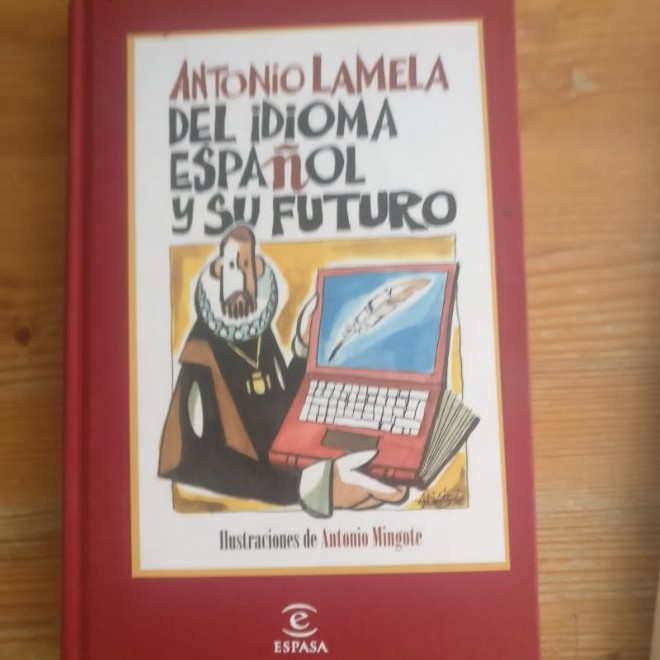 ANTONIO LAMELA
DEL IDIOMA
ESPAÑOL
Y SU FUTURO
Ilustraciones de Antonio Mingote
e
ESPASA